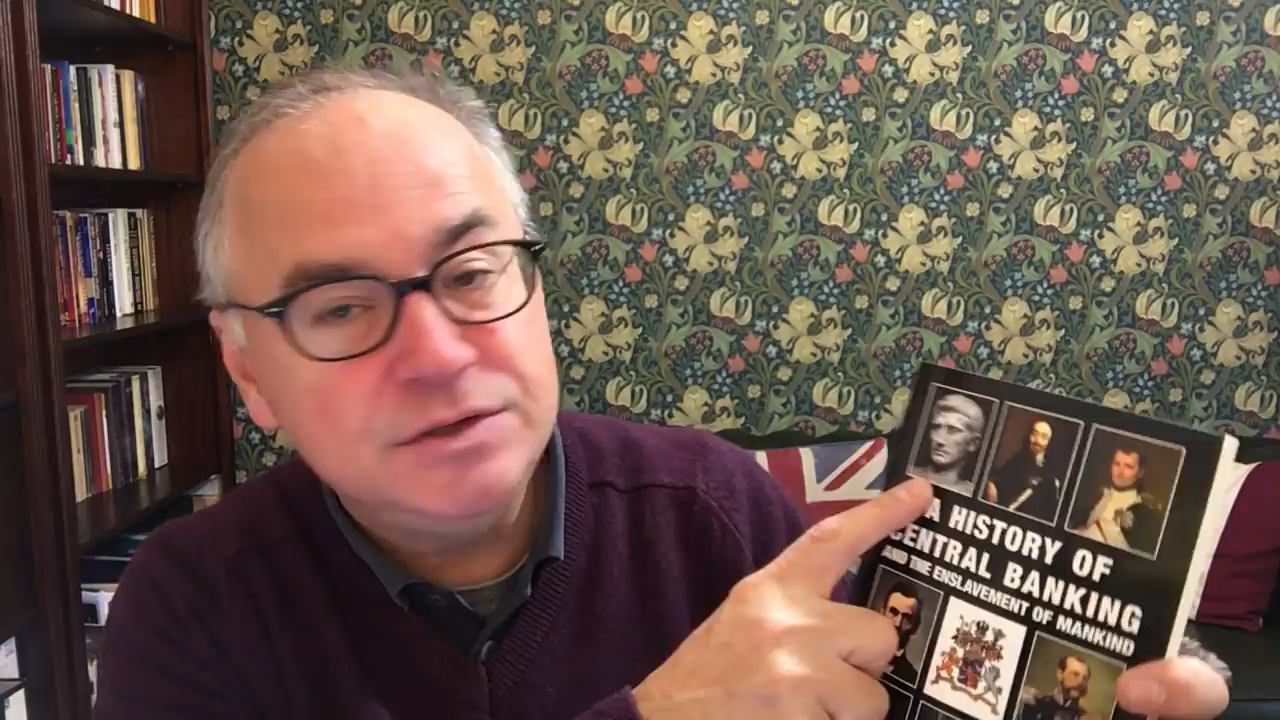 A HISTORY OF
CENTRAL BANKING
AND THE ENSLAVEMENT OF MANKIND